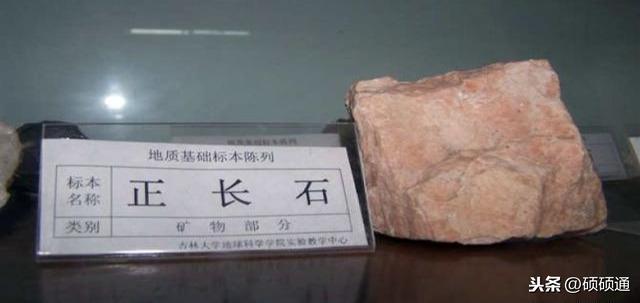 地质基础标本陈列
标本名称 正长石
类别 矿物部分
吉林大学地球科学学院实验教学中心
头条@硕硕通